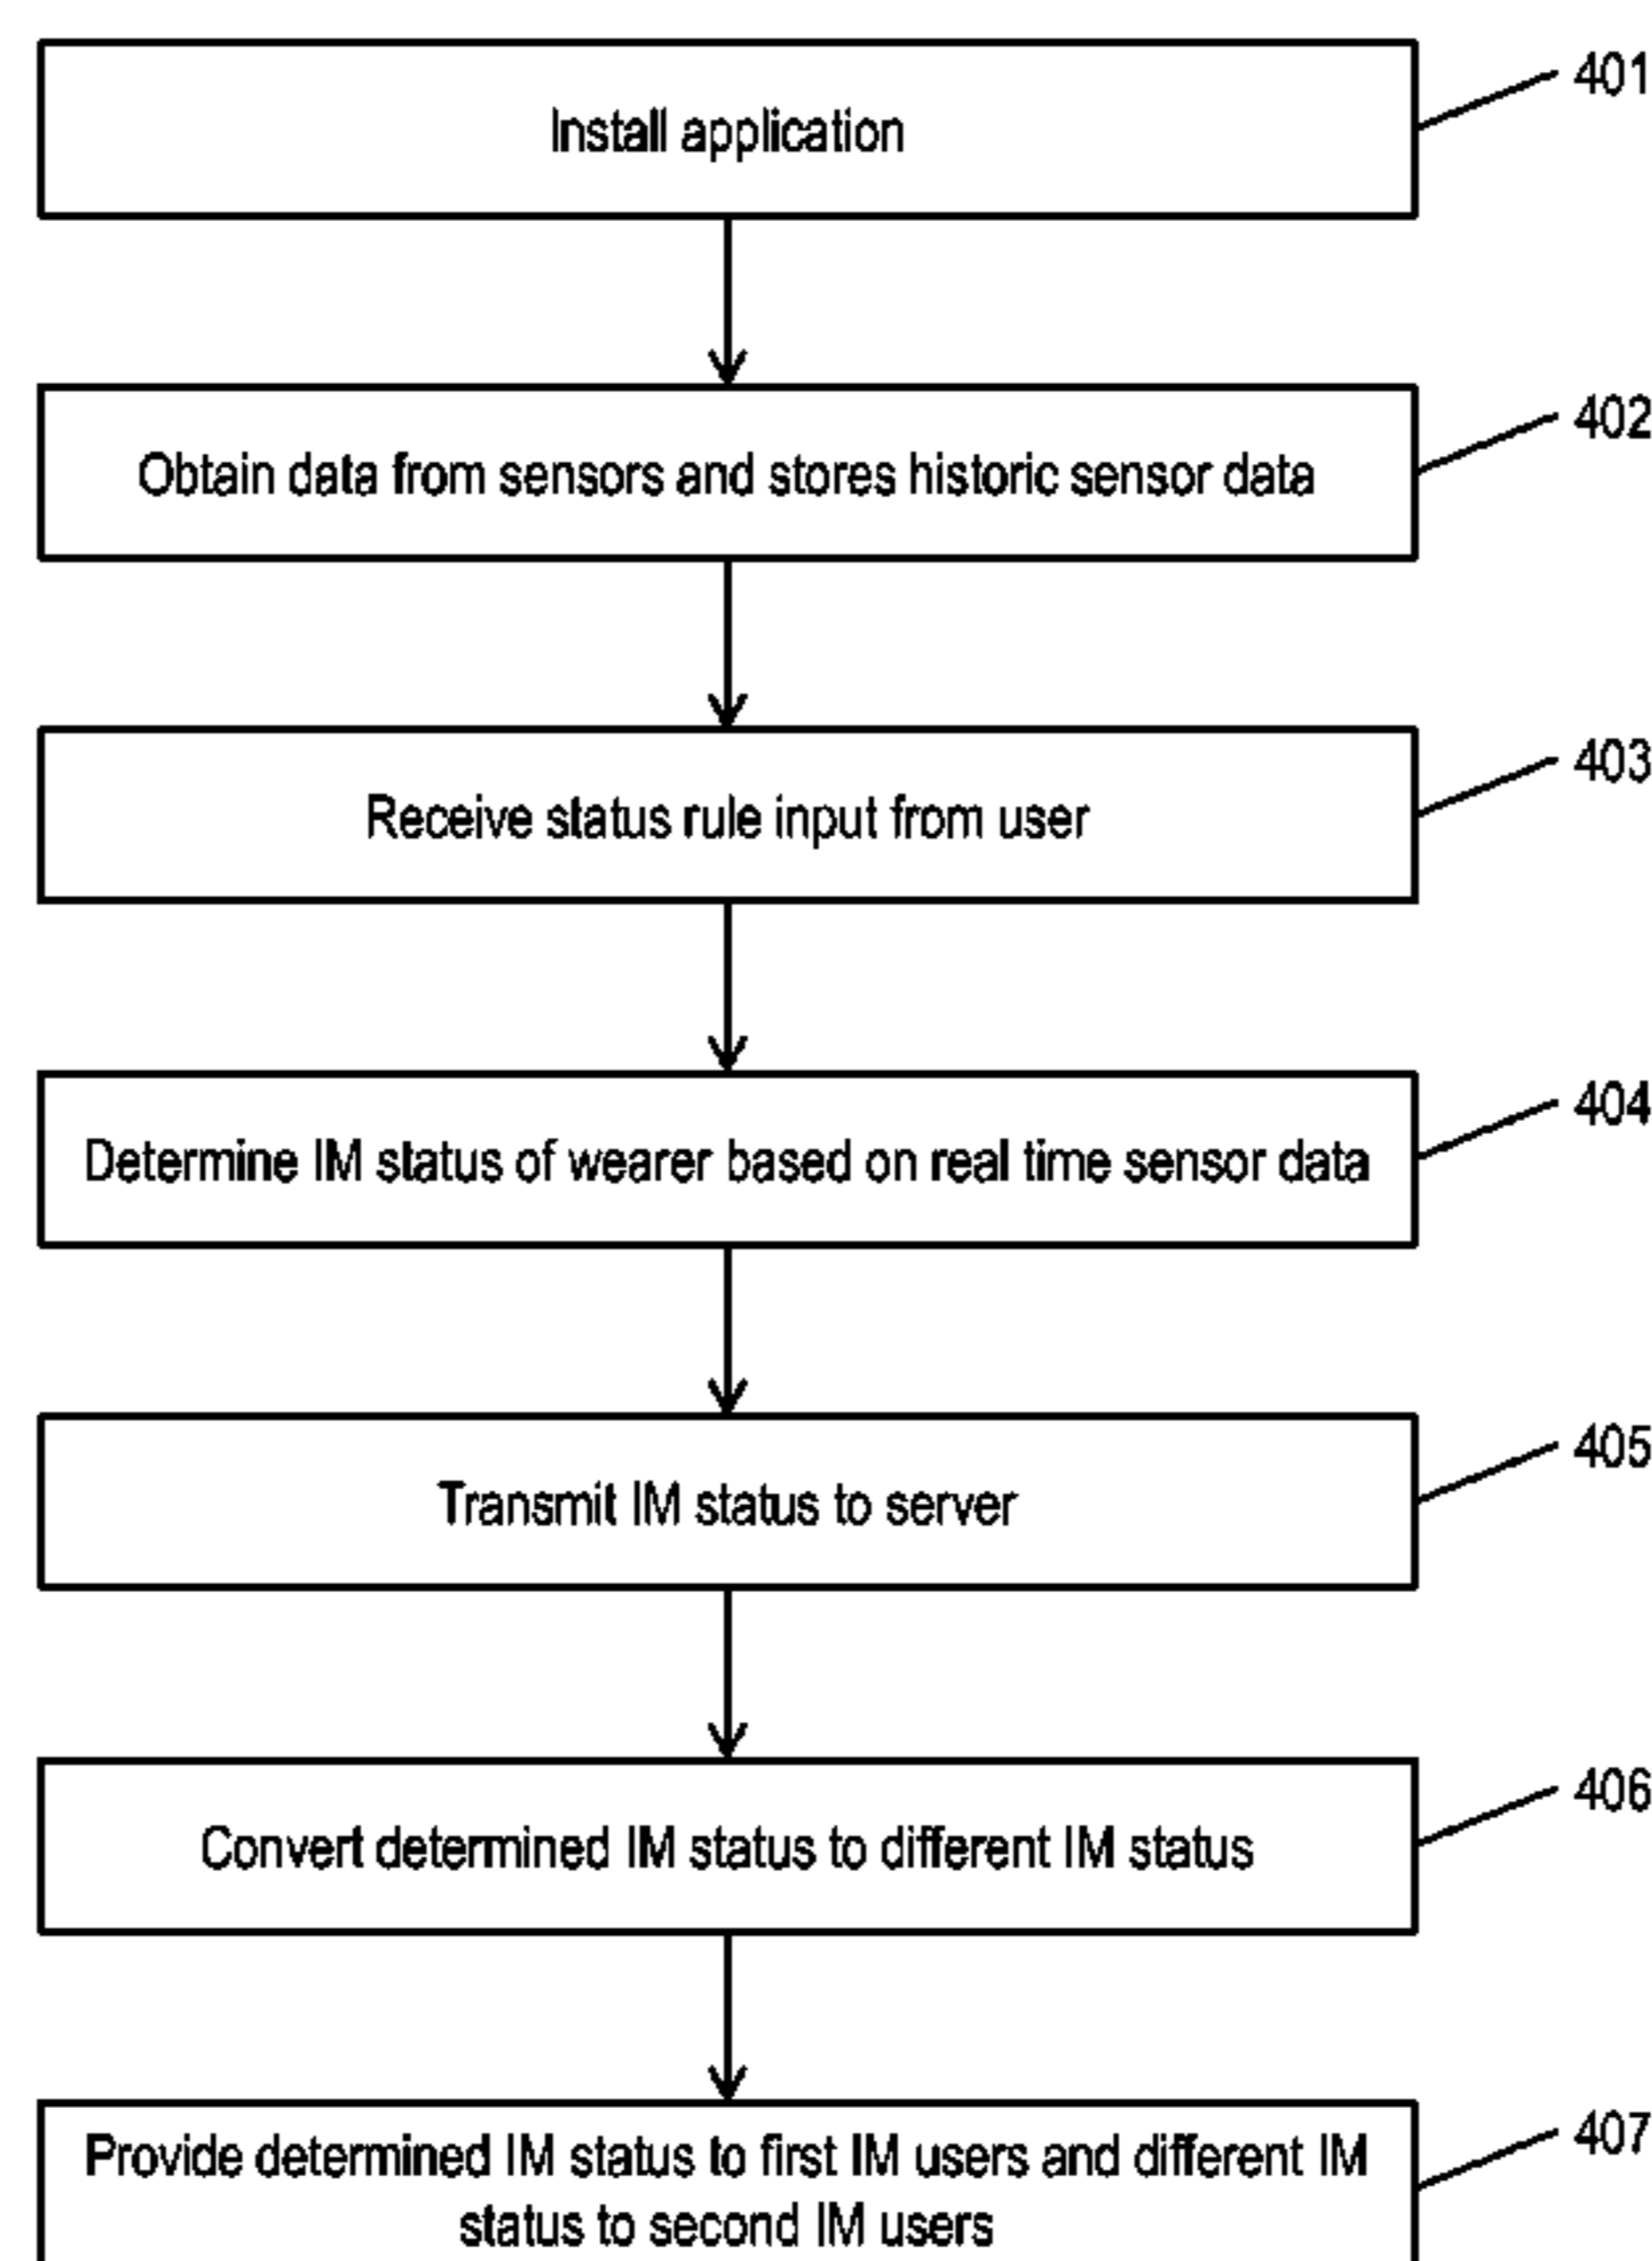 Install application
401
Obtain data from sensors and stores historic sensor data
402
Receive status rule input from user
403
Determine IM status of wearer based on real time sensor data
404
Transmit IM status to server
405
Convert determined IM status to different IM status
406
Provide determined IM status to first IM users and different IM
status to second IM users
407